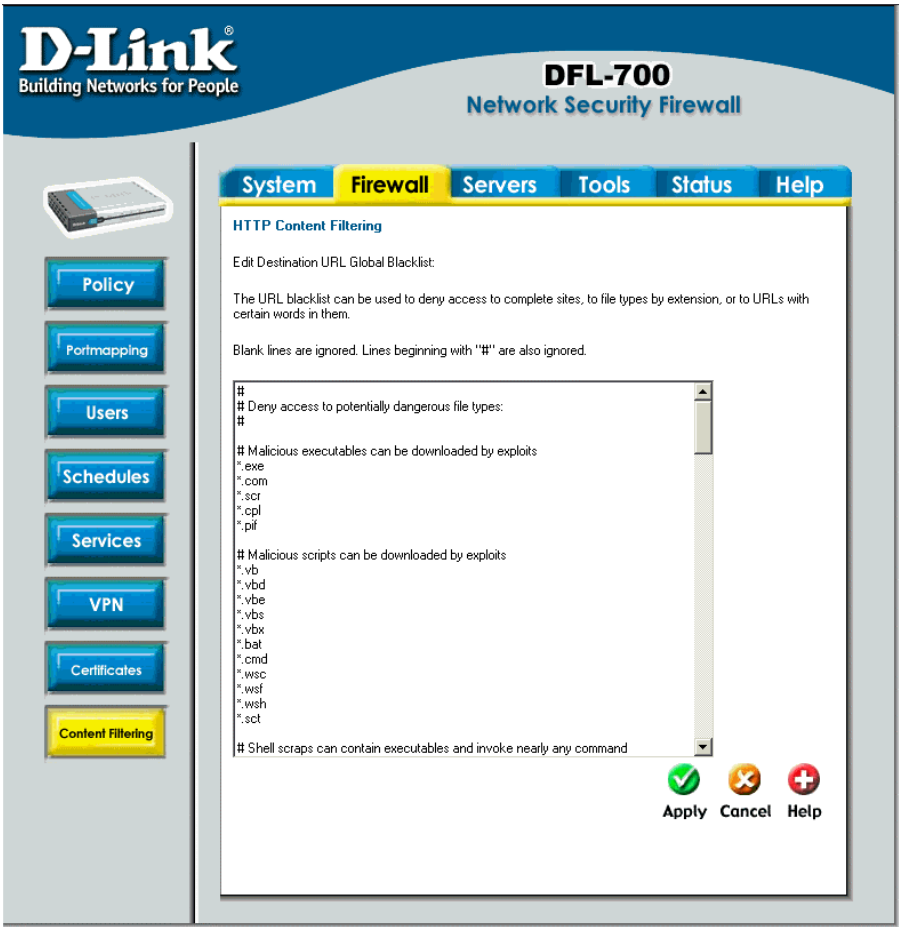 D-Link®
Building Networks for People
DFL-700
Network Security Firewall
System Firewall Servers Tools Status Help
Policy
Portmapping
Users
Schedules
Services
VPN
Certificates
Content Filtering
HTTP Content Filtering
Edit Destination URL Global Blacklist:
The URL blacklist can be used to deny access to complete sites, to file types by extension, or to URLs with
certain words in them.
Blank lines are ignored. Lines beginning with "#" are also ignored.
#
# Deny access to potentially dangerous file types:
#
# Malicious executables can be downloaded by exploits
*.exe
*.com
*.scr
*.cpl
*.pif
# Malicious scripts can be downloaded by exploits
*.vb
*.vbd
*.vbe
*.vbs
*.vbx
*.bat
*.cmd
*.wsc
*.wsf
*.wsh
*.sct
# Shell scraps can contain executables and invoke nearly any command
Apply Cancel Help